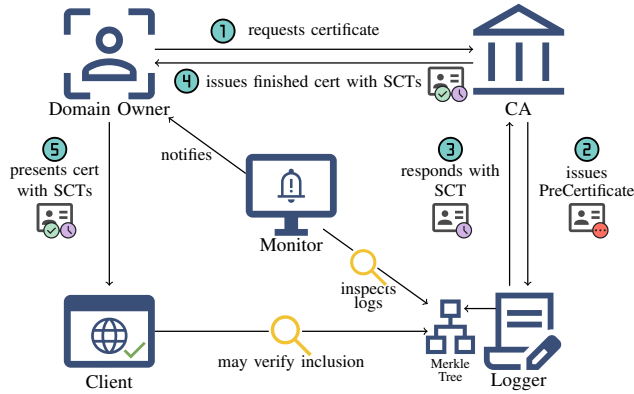 1 requests certificate
4 issues finished cert with SCTs
Domain Owner
CA
5
presents cert
with SCTs
notifies
3
responds with
SCT
2
issues
PreCertificate
Monitor
inspects
logs
may verify inclusion
Client
Merkle
Tree
Logger